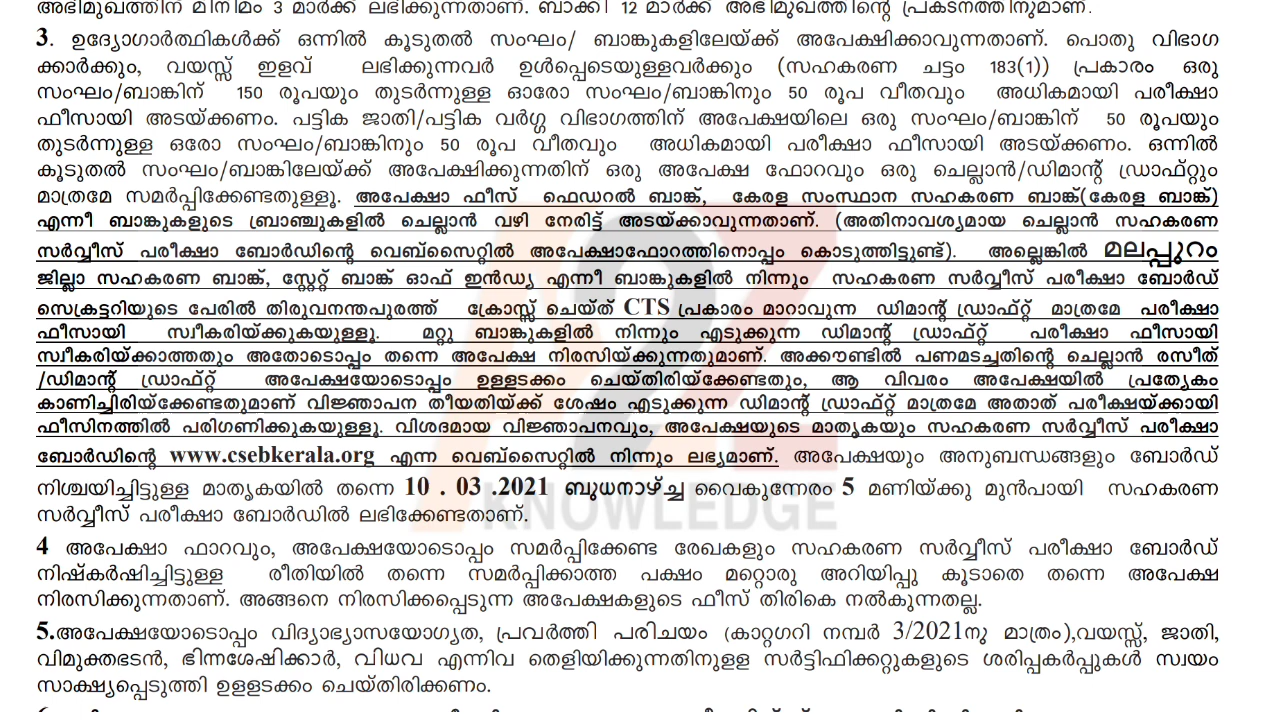 അഭിമുഖത്തിന് മിനിമം 3 മാർക്ക് ലഭിക്കുന്നതാണ്. ബാക്കി 12 മാർക്ക് അഭിമുഖത്തിന്റെ പ്രകടനത്തിനുമാണ്.
3. ഉദ്യോഗാർത്ഥികൾക്ക് ഒന്നിൽ കൂടുതൽ സംഘം/ ബാങ്കുകളിലേയ്ക്ക് അപേക്ഷിക്കാവുന്നതാണ്. പൊതു വിഭാഗ
ക്കാർക്കും, വയസ്സ് ഇളവ് ലഭിക്കുന്നവർ ഉൾപ്പെടെയുള്ളവർക്കും (സഹകരണ ചട്ടം 183(1)) പ്രകാരം ഒരു
സംഘം/ബാങ്കിന് 150 രൂപയും തുടർന്നുള്ള ഓരോ സംഘം/ബാങ്കിനും 50 രൂപ വീതവും അധികമായി പരീക്ഷാ
ഫീസായി അടയ്ക്കണം. പട്ടിക ജാതി/പട്ടിക വർഗ്ഗ വിഭാഗത്തിന് അപേക്ഷയിലെ ഒരു സംഘം/ബാങ്കിന് 50 രൂപയും
തുടർന്നുള്ള ഒരോ സംഘം/ബാങ്കിനും 50 രൂപ വീതവും അധികമായി പരീക്ഷാ ഫീസായി അടയ്ക്കണം. ഒന്നിൽ
കൂടുതൽ സംഘം/ബാങ്കിലേയ്ക്ക് അപേക്ഷിക്കുന്നതിന് ഒരു അപേക്ഷ ഫോറവും ഒരു ചെല്ലാൻ/ഡിമാന്റ് ഡ്രാഫ്റ്റും
മാത്രമേ സമർപ്പിക്കേണ്ടതുള്ളൂ. അപേക്ഷാ ഫീസ് ഫെഡറൽ ബാങ്ക്, കേരള സംസ്ഥാന സഹകരണ ബാങ്ക്(കേരള ബാങ്ക്)
എന്നീ ബാങ്കുകളുടെ ബ്രാഞ്ചുകളിൽ ചെല്ലാൻ വഴി നേരിട്ട് അടയ്ക്കാവുന്നതാണ്. (അതിനാവശ്യമായ ചെല്ലാൻ സഹകരണ
സർവ്വീസ് പരീക്ഷാ ബോർഡിന്റെ വെബ്സൈറ്റിൽ അപേക്ഷാഫോറത്തിനൊപ്പം കൊടുത്തിട്ടുണ്ട്). അല്ലെങ്കിൽ മലപ്പുറം
ജില്ലാ സഹകരണ ബാങ്ക്, സ്റ്റേറ്റ് ബാങ്ക് ഓഫ് ഇൻഡ്യ എന്നീ ബാങ്കുകളിൽ നിന്നും സഹകരണ സർവ്വീസ് പരീക്ഷാ ബോർഡ്
സെക്രട്ടറിയുടെ പേരിൽ തിരുവനന്തപുരത്ത് ക്രോസ്സ് ചെയ്ത് CTS പ്രകാരം മാറാവുന്ന ഡിമാന്റ് ഡ്രാഫ്റ്റ് മാത്രമേ പരീക്ഷാ
ഫീസായി സ്വീകരിയ്ക്കുകയുള്ളൂ. മറ്റു ബാങ്കുകളിൽ നിന്നും എടുക്കുന്ന ഡിമാന്റ് ഡ്രാഫ്റ്റ് പരീക്ഷാ ഫീസായി
സ്വീകരിയ്ക്കാത്തതും അതോടൊപ്പം തന്നെ അപേക്ഷ നിരസിയ്ക്കുന്നതുമാണ്. അക്കൗണ്ടിൽ പണമടച്ചതിന്റെ ചെല്ലാൻ രസീത്
/ഡിമാന്റ് ഡ്രാഫ്റ്റ് അപേക്ഷയോടൊപ്പം ഉള്ളടക്കം ചെയ്തിരിയ്ക്കേണ്ടതും, ആ വിവരം അപേക്ഷയിൽ പ്രത്യേകം
കാണിച്ചിരിയ്ക്കേണ്ടതുമാണ് വിജ്ഞാപന തീയതിയ്ക്ക് ശേഷം എടുക്കുന്ന ഡിമാന്റ് ഡ്രാഫ്റ്റ് മാത്രമേ അതാത് പരീക്ഷയ്ക്കായി
ഫീസിനത്തിൽ പരിഗണിക്കുകയുള്ളൂ. വിശദമായ വിജ്ഞാപനവും, അപേക്ഷയുടെ മാതൃകയും സഹകരണ സർവ്വീസ് പരീക്ഷാ
ബോർഡിന്റെ www.csebkerala.org എന്ന വെബ്സൈറ്റിൽ നിന്നും ലഭ്യമാണ്. അപേക്ഷയും അനുബന്ധങ്ങളും ബോർഡ്
നിശ്ചയിച്ചിട്ടുള്ള മാതൃകയിൽ തന്നെ 10 . 03 .2021 ബുധനാഴ്ച്ച വൈകുന്നേരം 5 മണിയ്ക്കു മുൻപായി സഹകരണ
സർവ്വീസ് പരീക്ഷാ ബോർഡിൽ ലഭിക്കേണ്ടതാണ്.
KNOWLEDGE
4 അപേക്ഷാ ഫാറവും, അപേക്ഷയോടൊപ്പം സമർപ്പിക്കേണ്ട രേഖകളും സഹകരണ സർവ്വീസ് പരീക്ഷാ ബോർഡ്
നിഷ്കർഷിച്ചിട്ടുള്ള രീതിയിൽ തന്നെ സമർപ്പിക്കാത്ത പക്ഷം മറ്റൊരു അറിയിപ്പു കൂടാതെ തന്നെ അപേക്ഷ
നിരസിക്കുന്നതാണ്. അങ്ങനെ നിരസിക്കപ്പെടുന്ന അപേക്ഷകളുടെ ഫീസ് തിരികെ നൽകുന്നതല്ല.
5.അപേക്ഷയോടൊപ്പം വിദ്യാഭ്യാസയോഗ്യത, പ്രവർത്തി പരിചയം (കാറ്റഗറി നമ്പർ 3/2021നു മാത്രം),വയസ്സ്, ജാതി,
വിമുക്തഭടൻ, ഭിന്നശേഷിക്കാർ, വിധവ എന്നിവ തെളിയിക്കുന്നതിനുളള സർട്ടിഫിക്കറ്റുകളുടെ ശരിപ്പകർപ്പുകൾ സ്വയം
സാക്ഷ്യപ്പെടുത്തി ഉളളടക്കം ചെയ്തിരിക്കണം.